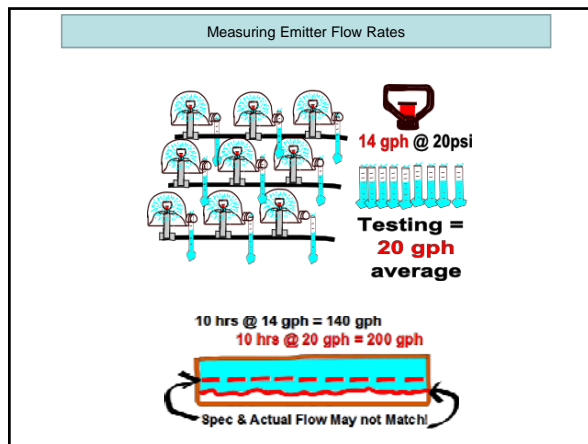 Measuring Emitter Flow Rates
14 gph @ 20psi
Testing =
20 gph
average
10 hrs @ 14 gph = 140 gph
10 hrs @ 20 gph = 200 gph
Spec & Actual Flow May not Match!